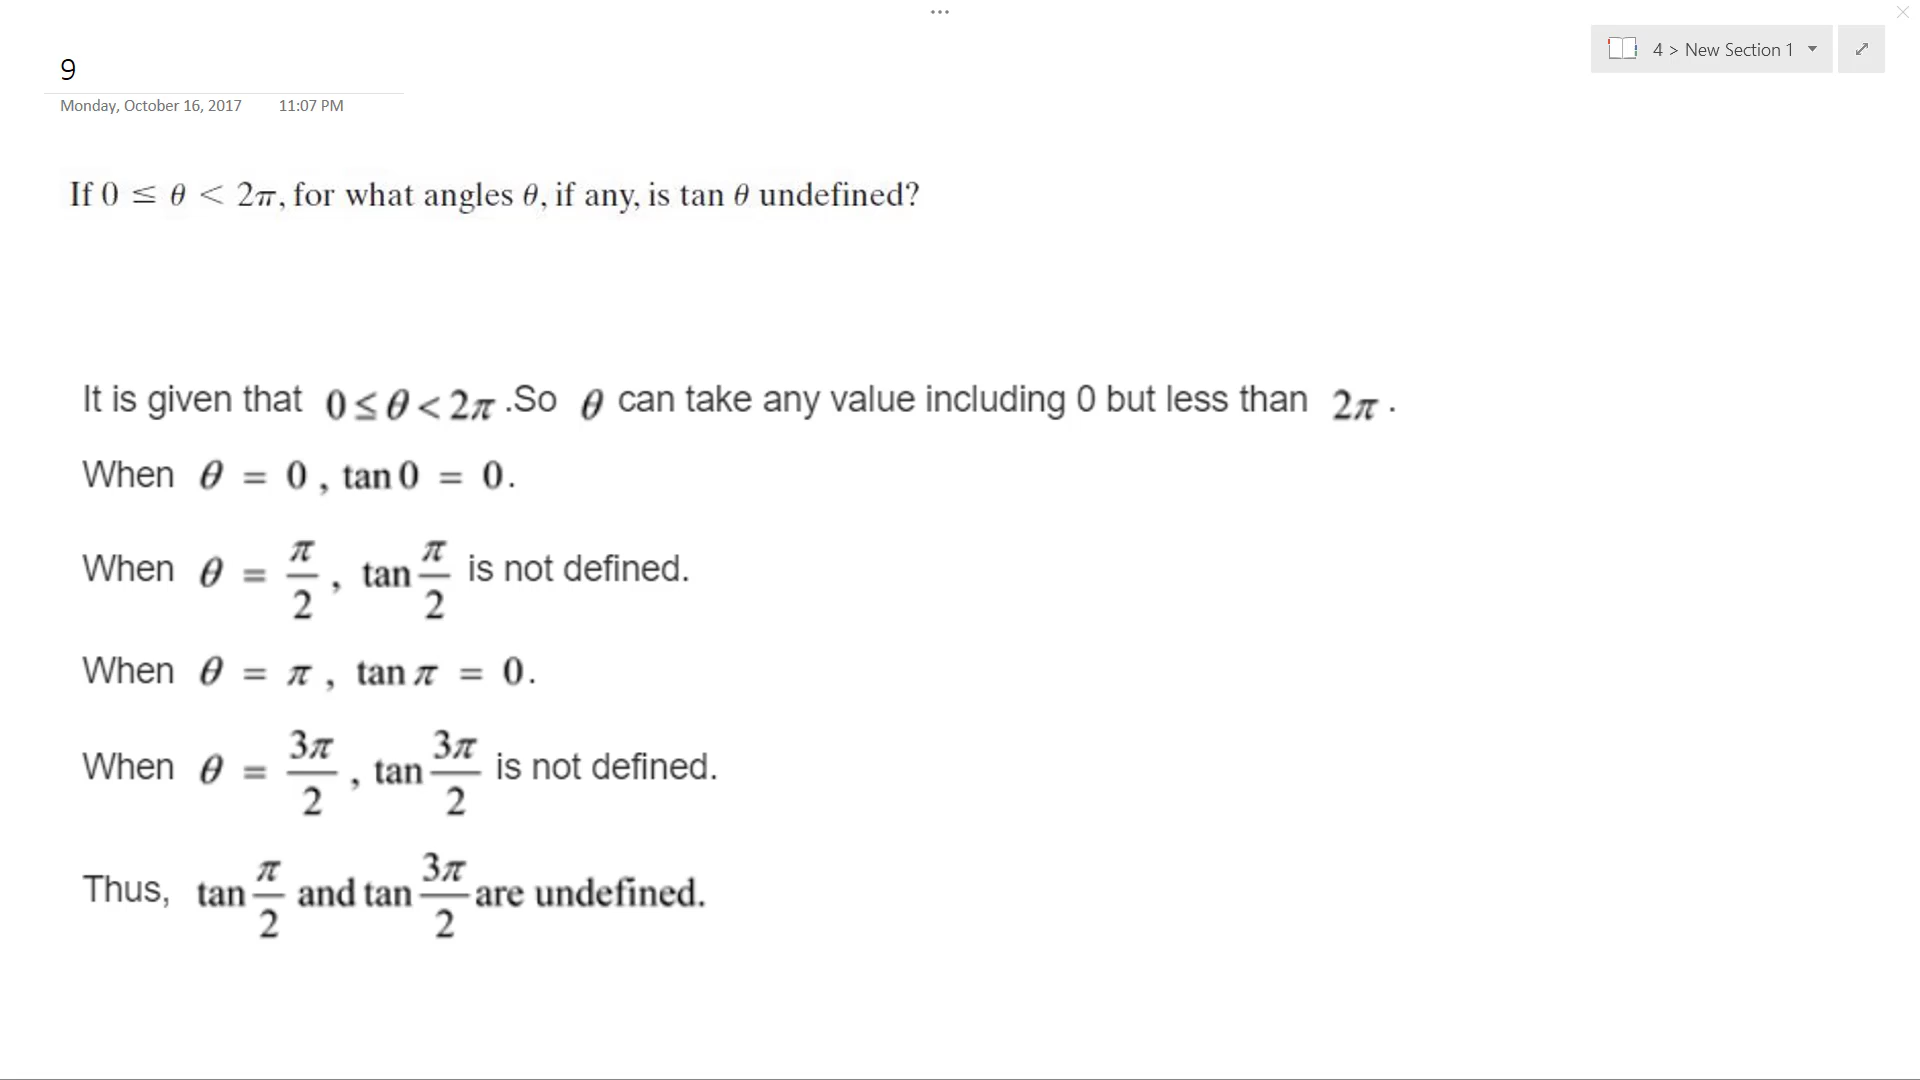 ...
4 > New Section 1
9
Monday, October 16, 2017 11:07 PM
If 0 ≤ θ < 2π, for what angles θ, if any, is tan θ undefined?
It is given that 0≤θ<2π .So θ can take any value including 0 but less than 2π .
When θ = 0 , tan 0 = 0.
When θ = π/2 , tan π/2 is not defined.
When θ = π , tan π = 0.
When θ = 3π/2 , tan 3π/2 is not defined.
Thus, tan π/2 and tan 3π/2 are undefined.